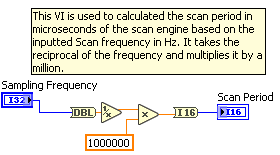 This VI is used to calculated the scan period in
microseconds of the scan engine based on the
inputted Scan frequency in Hz. It takes the
reciprocal of the frequency and multiplies it by a
million.
Sampling Frequency
Scan Period
I32
DBL
1/x
x
I16
I16
1000000